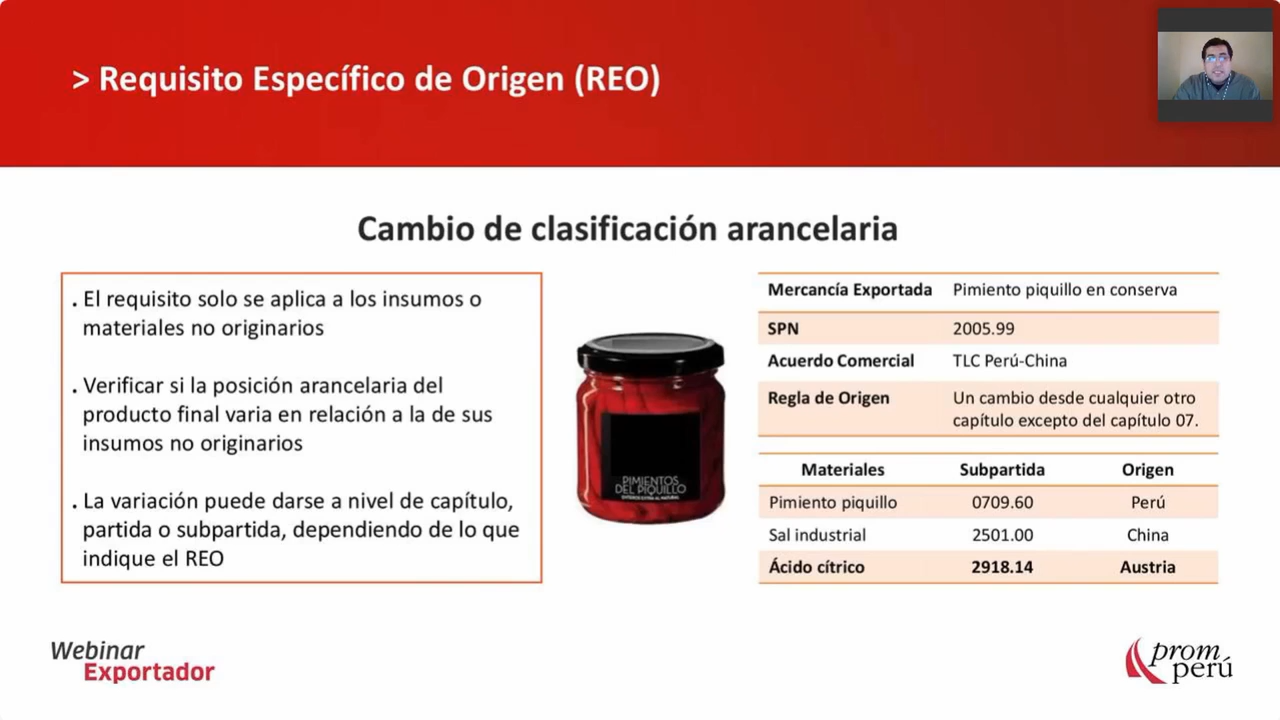 > Requisito Específico de Origen (REO)
Cambio de clasificación arancelaria
. El requisito solo se aplica a los insumos o
materiales no originarios
. Verificar si la posición arancelaria del
producto final varia en relación a la de sus
insumos no originarios
. La variación puede darse a nivel de capítulo,
partida o subpartida, dependiendo de lo que
indique el REO
PIMIENTOS
DEL PIQUILLO
Mercancía Exportada Pimiento piquillo en conserva
SPN 2005.99
Acuerdo Comercial TLC Perú-China
Regla de Origen Un cambio desde cualquier otro
capítulo excepto del capítulo 07.
Materiales Subpartida Origen
Pimiento piquillo 0709.60 Perú
Sal industrial 2501.00 China
Ácido cítrico 2918.14 Austria
Webinar
Exportador
prom
perú